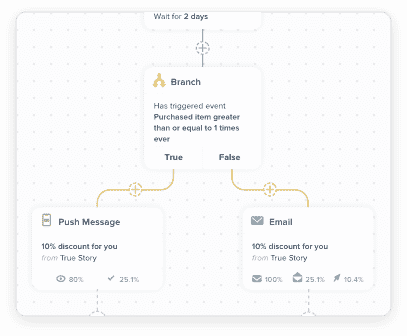 Wait for 2 days
Branch
Has triggered event
Purchased item greater
than or equal to 1 times
ever
True False
Push Message
10% discount for you
from True Story
80% 25.1%
Email
10% discount for you
from True Story
100% 25.1% 10.4%